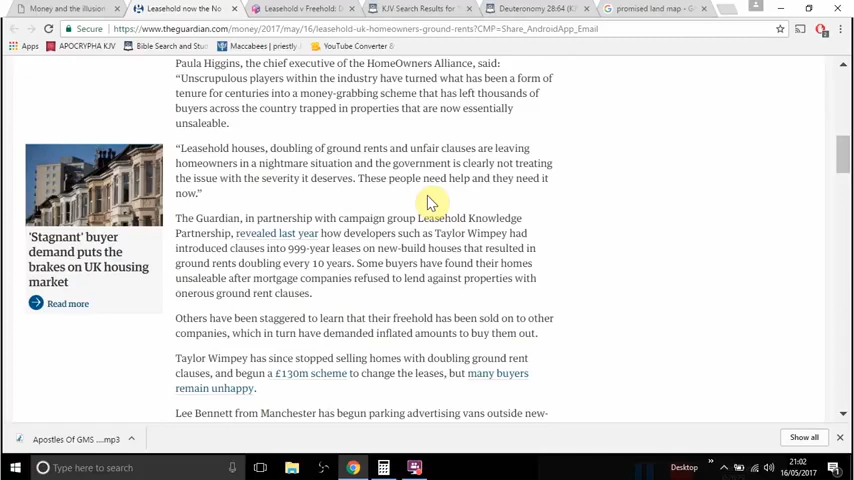 Money and the illusion
Leasehold now the No
Leasehold v Freehold:
KJV Search Results for
Deuteronomy 28:64 (KJ
promised land map - G
Secure
https://www.theguardian.com/money/2017/may/16/leasehold-uk-homeowners-ground-rents?CMP=Share_AndroidApp_Email
Apps
APOCRYPHA KJV
Bible Search and Stu
Maccabees | priestly
YouTube Converter &
Paula Higgins, the chief executive of the HomeOwners Alliance, said:
“Unscrupulous players within the industry have turned what has been a form of
tenure for centuries into a money-grabbing scheme that has left thousands of
buyers across the country trapped in properties that are now essentially
unsaleable.
“Leasehold houses, doubling of ground rents and unfair clauses are leaving
homeowners in a nightmare situation and the government is clearly not treating
the issue with the severity it deserves. These people need help and they need it
now.”
The Guardian, in partnership with campaign group Leasehold Knowledge
Partnership, revealed last year how developers such as Taylor Wimpey had
introduced clauses into 999-year leases on new-build houses that resulted in
ground rents doubling every 10 years. Some buyers have found their homes
unsaleable after mortgage companies refused to lend against properties with
onerous ground rent clauses.
Others have been staggered to learn that their freehold has been sold on to other
companies, which in turn have demanded inflated amounts to buy them out.
Taylor Wimpey has since stopped selling homes with doubling ground rent
clauses, and begun a £130m scheme to change the leases, but many buyers
remain unhappy.
Lee Bennett from Manchester has begun parking advertising vans outside new-
‘Stagnant’ buyer
demand puts the
brakes on UK housing
market
Read more
Apostles Of GMS ....mp3
Show all
Type here to search
Desktop
21:02
16/05/2017